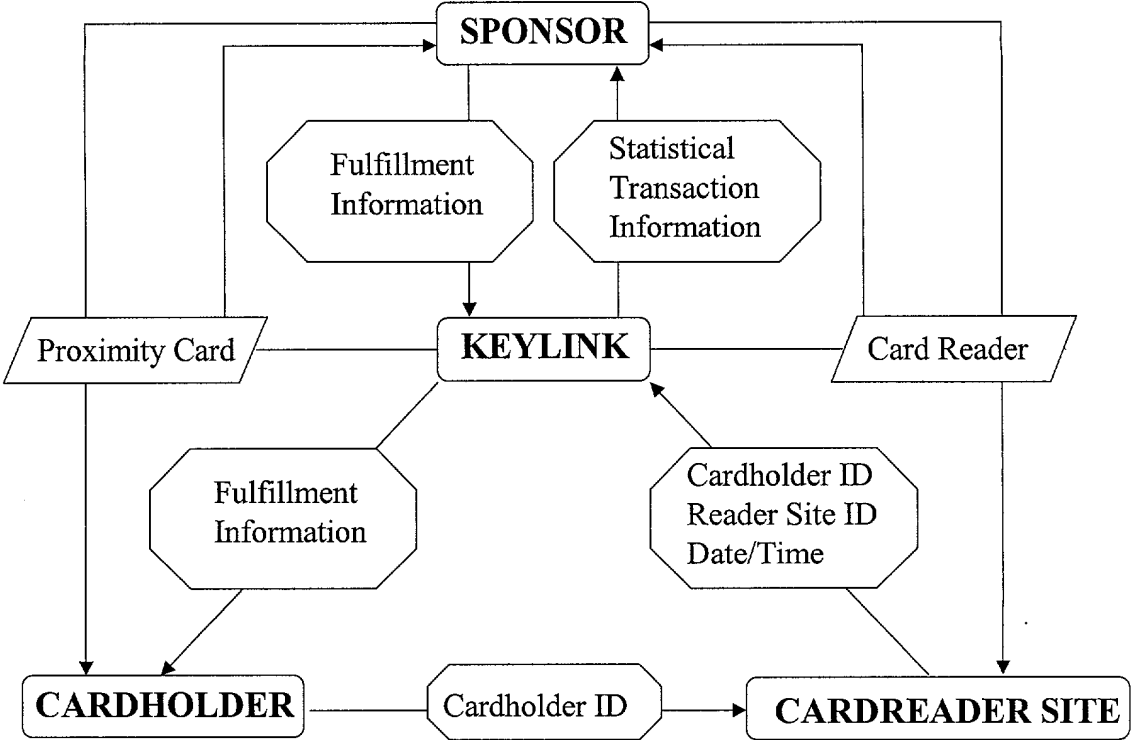 SPONSOR
Fulfillment
Information
Statistical
Transaction
Information
Proximity Card
KEYLINK
Card Reader
Fulfillment
Information
Cardholder ID
Reader Site ID
Date/Time
CARDHOLDER
Cardholder ID
CARDREADER SITE